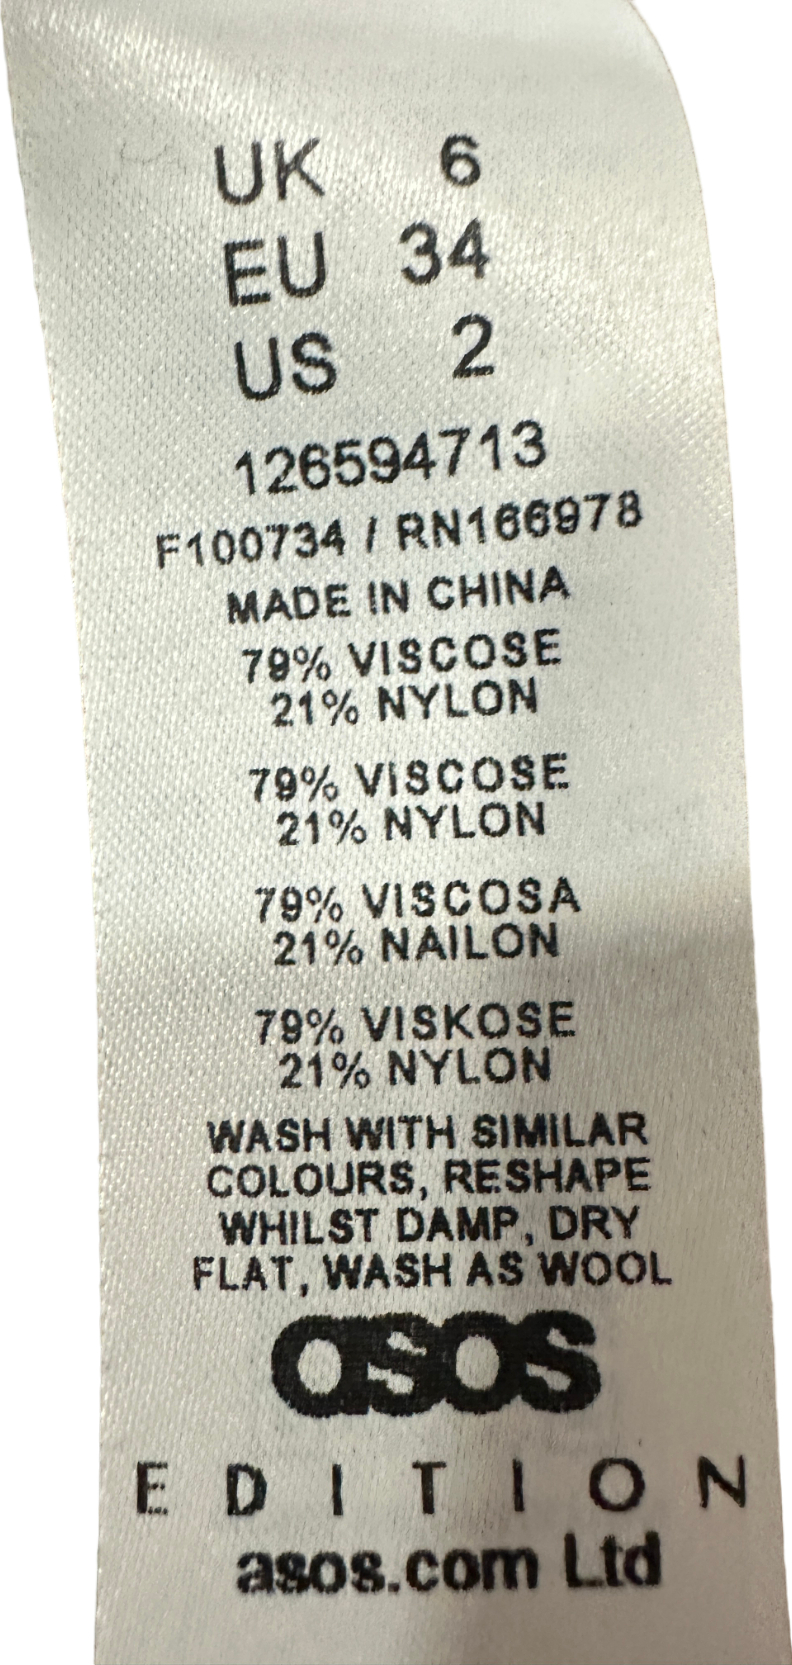 UK 6
EU 34
US 2
126594713
F100734 / RN166978
MADE IN CHINA
79% VISCOSE
21% NYLON
79% VISCOSE
21% NYLON
79% VISCOSA
21% NAILON
79% VISKOSE
21% NYLON
WASH WITH SIMILAR
COLOURS, RESHAPE
WHILST DAMP, DRY
FLAT, WASH AS WOOL
asos
EDITION
asos.com Ltd